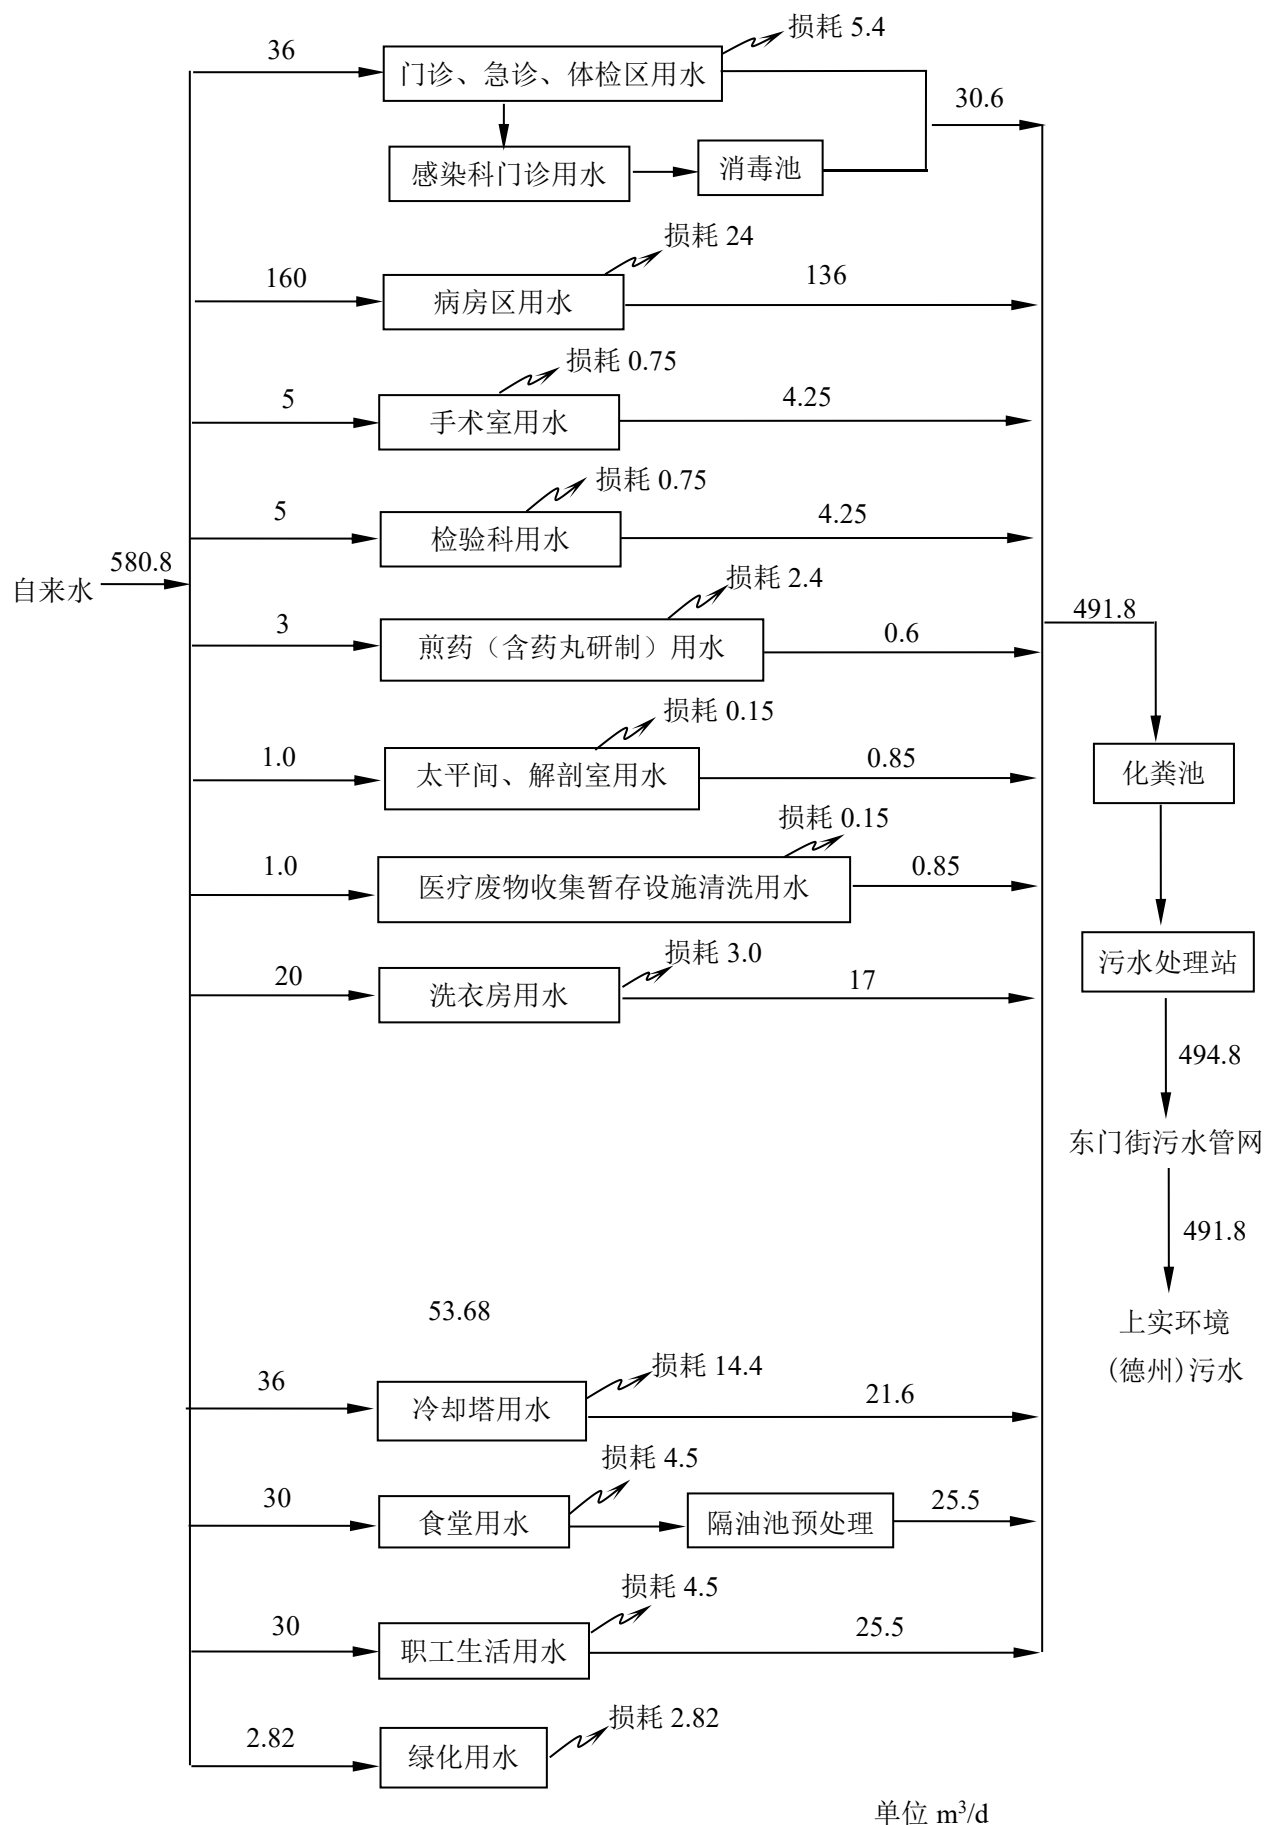 损耗 5.4
36
门诊、急诊、体检区用水
30.6
感染科门诊用水
消毒池
损耗 24
160
病房区用水
136
损耗 0.75
5
手术室用水
4.25
损耗 0.75
5
检验科用水
4.25
自来水
580.8
损耗 2.4
3
煎药（含药丸研制）用水
0.6
491.8
损耗 0.15
1.0
太平间、解剖室用水
0.85
化粪池
损耗 0.15
1.0
医疗废物收集暂存设施清洗用水
0.85
污水处理站
损耗 3.0
20
洗衣房用水
17
494.8
东门街污水管网
491.8
53.68
上实环境
(德州)污水
损耗 14.4
36
冷却塔用水
21.6
损耗 4.5
30
食堂用水
隔油池预处理
25.5
损耗 4.5
30
职工生活用水
25.5
损耗 2.82
2.82
绿化用水
单位 m³/d